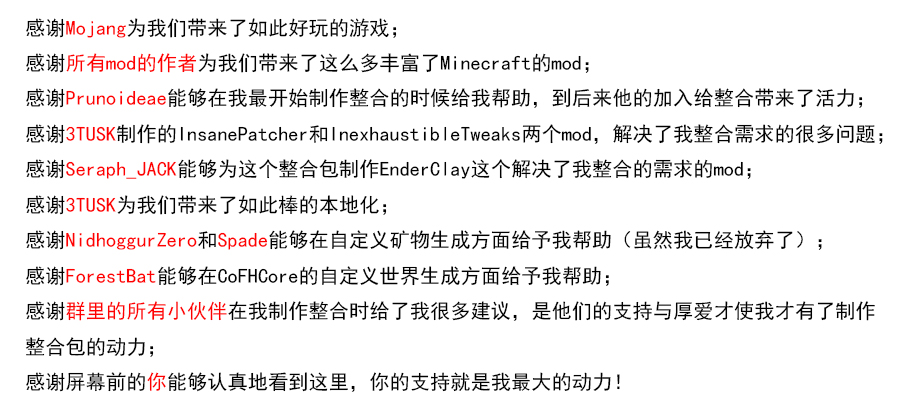 感谢Mojang为我们带来了如此好玩的游戏；
感谢所有mod的作者为我们带来了这么多丰富了Minecraft的mod；
感谢Prunoideae能够在我最开始制作整合的时候给我帮助，到后来他的加入给整合带来了活力；
感谢3TUSK制作的InsanePatcher和InexhaustibleTweaks两个mod，解决了我整合需求的很多问题；
感谢Seraph_JACK能够为这个整合包制作EnderClay这个解决了我整合的需求的mod；
感谢3TUSK为我们带来了如此棒的本地化；
感谢NidhoggurZero和Spade能够在自定义矿物生成方面给予我帮助（虽然我已经放弃了）；
感谢ForestBat能够在CoFHCore的自定义世界生成方面给予我帮助；
感谢群里的所有小伙伴在我制作整合时给了我很多建议，是他们的支持与厚爱才使我才有了制作
整合包的动力；
感谢屏幕前的你能够认真地看到这里，你的支持就是我最大的动力！